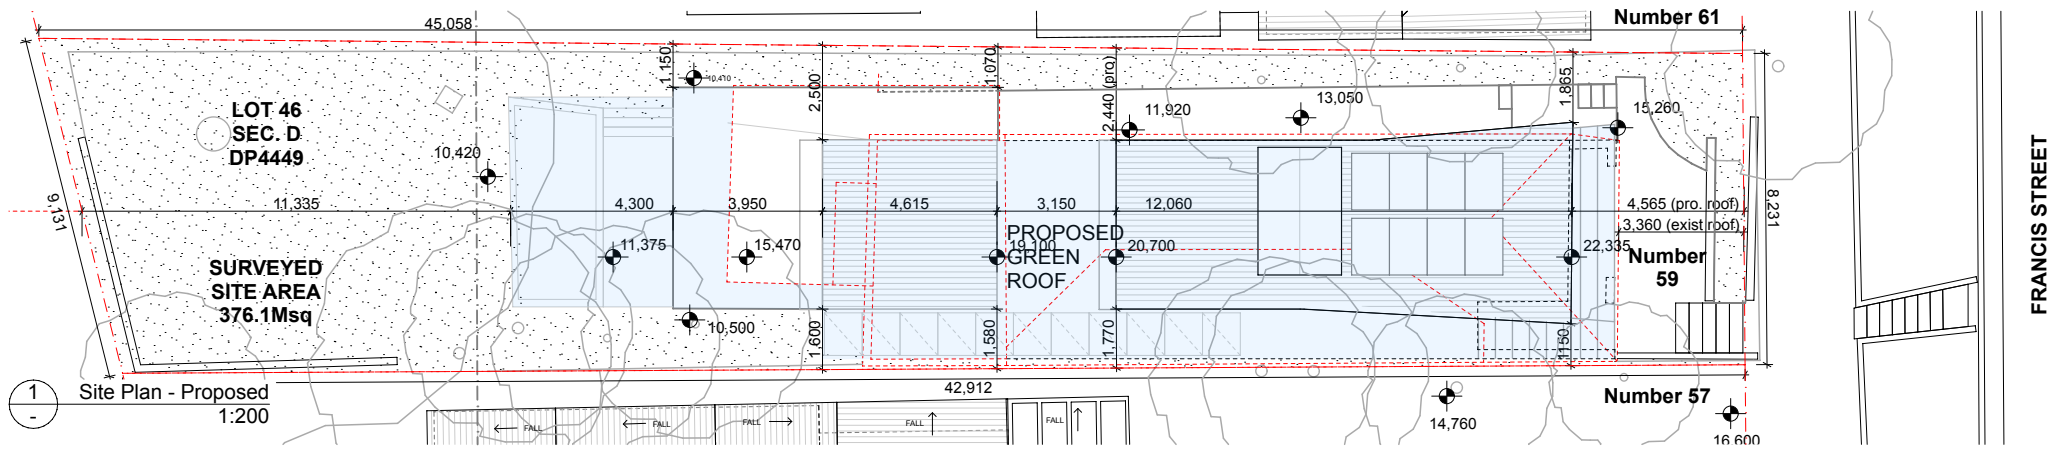 45,058
Number 61
1,150
10,410
2,500
1,070
2,440 (pro)
1,865
LOT 46
SEC. D
DP4449
11,920
13,050
15,260
10,420
9,131
11,335
4,300
3,950
4,615
3,150
12,060
4,565 (pro. roof)
3,360 (exist roof)
8,231
FRANCIS STREET
SURVEYED
SITE AREA
376.1Msq
11,375
15,470
19,100
20,700
22,335
PROPOSED
GREEN
ROOF
Number
59
10,500
1,600
1,580
1,770
1150
1
-
Site Plan - Proposed
1:200
42,912
Number 57
FALL
FALL
FALL
FALL
FALL
14,760
16,600